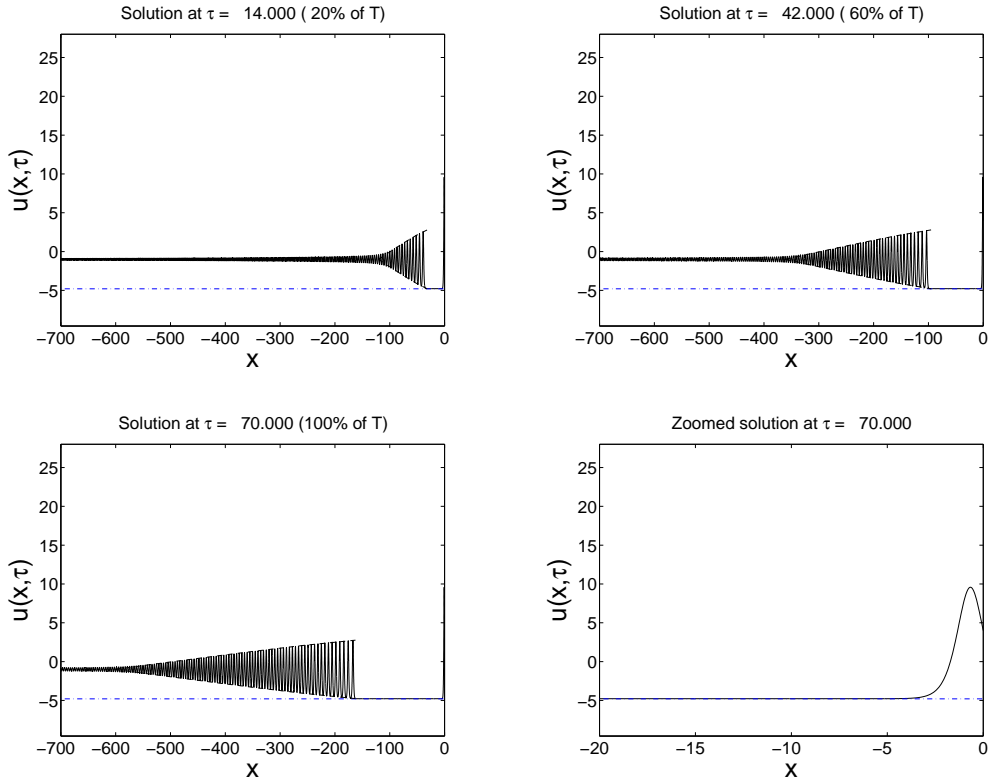 Solution at τ = 14.000 ( 20% of T)
25
20
15
10
5
0
−5
u(x,τ)
−700 −600 −500 −400 −300 −200 −100 0
x
Solution at τ = 42.000 ( 60% of T)
25
20
15
10
5
0
−5
u(x,τ)
−700 −600 −500 −400 −300 −200 −100 0
x
Solution at τ = 70.000 (100% of T)
25
20
15
10
5
0
−5
u(x,τ)
−700 −600 −500 −400 −300 −200 −100 0
x
Zoomed solution at τ = 70.000
25
20
15
10
5
0
−5
u(x,τ)
−20 −15 −10 −5 0
x